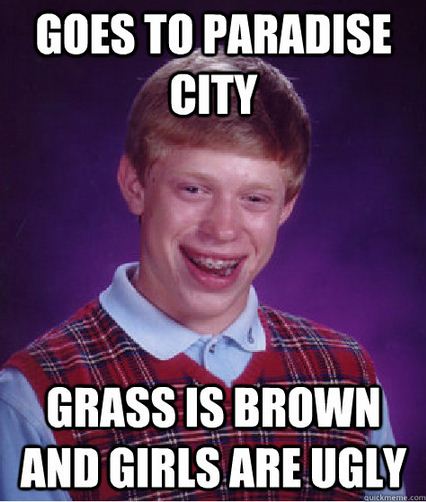 GOES TO PARADISE
CITY
GRASS IS BROWN
AND GIRLS ARE UGLY
quickmeme.com